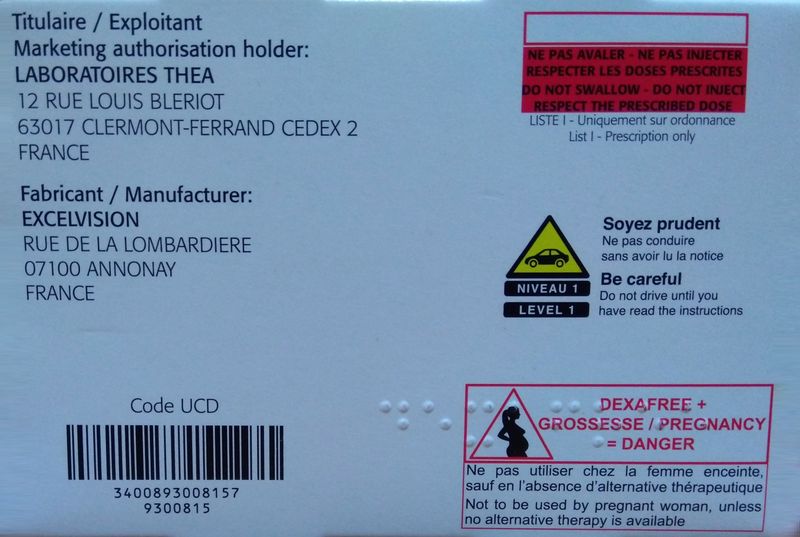 Titulaire / Exploitant
Marketing authorisation holder:
LABORATOIRES THEA
12 RUE LOUIS BLERIOT
63017 CLERMONT-FERRAND CEDEX 2
FRANCE
Fabricant / Manufacturer:
EXCELVISION
RUE DE LA LOMBARDIERE
07100 ANNONAY
FRANCE
Code UCD
3400893008157
9300815
NE PAS AVALER - NE PAS INJECTER
RESPECTER LES DOSES PRESCRITES
DO NOT SWALLOW - DO NOT INJECT
RESPECT THE PRESCRIBED DOSE
LISTE I - Uniquement sur ordonnance
List I - Prescription only
Soyez prudent
Ne pas conduire
sans avoir lu la notice
NIVEAU 1
Be careful
Do not drive until you
have read the instructions
LEVEL 1
DEXAFREE +
GROSSESSE / PREGNANCY
= DANGER
Ne pas utiliser chez la femme enceinte,
sauf en l'absence d'alternative thérapeutique
Not to be used by pregnant woman, unless
no alternative therapy is available